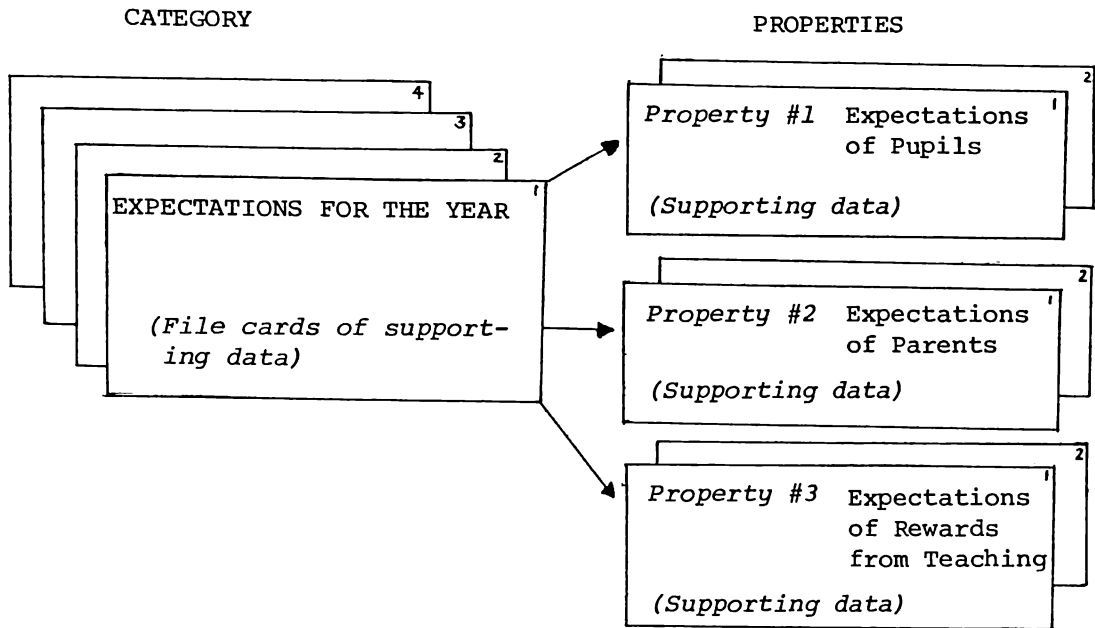 CATEGORY
4
3
2
1
EXPECTATIONS FOR THE YEAR
(File cards of support-
ing data)
PROPERTIES
2
1
Property #1 Expectations
of Pupils
(Supporting data)
2
1
Property #2 Expectations
of Parents
(Supporting data)
2
1
Property #3 Expectations
of Rewards
from Teaching
(Supporting data)